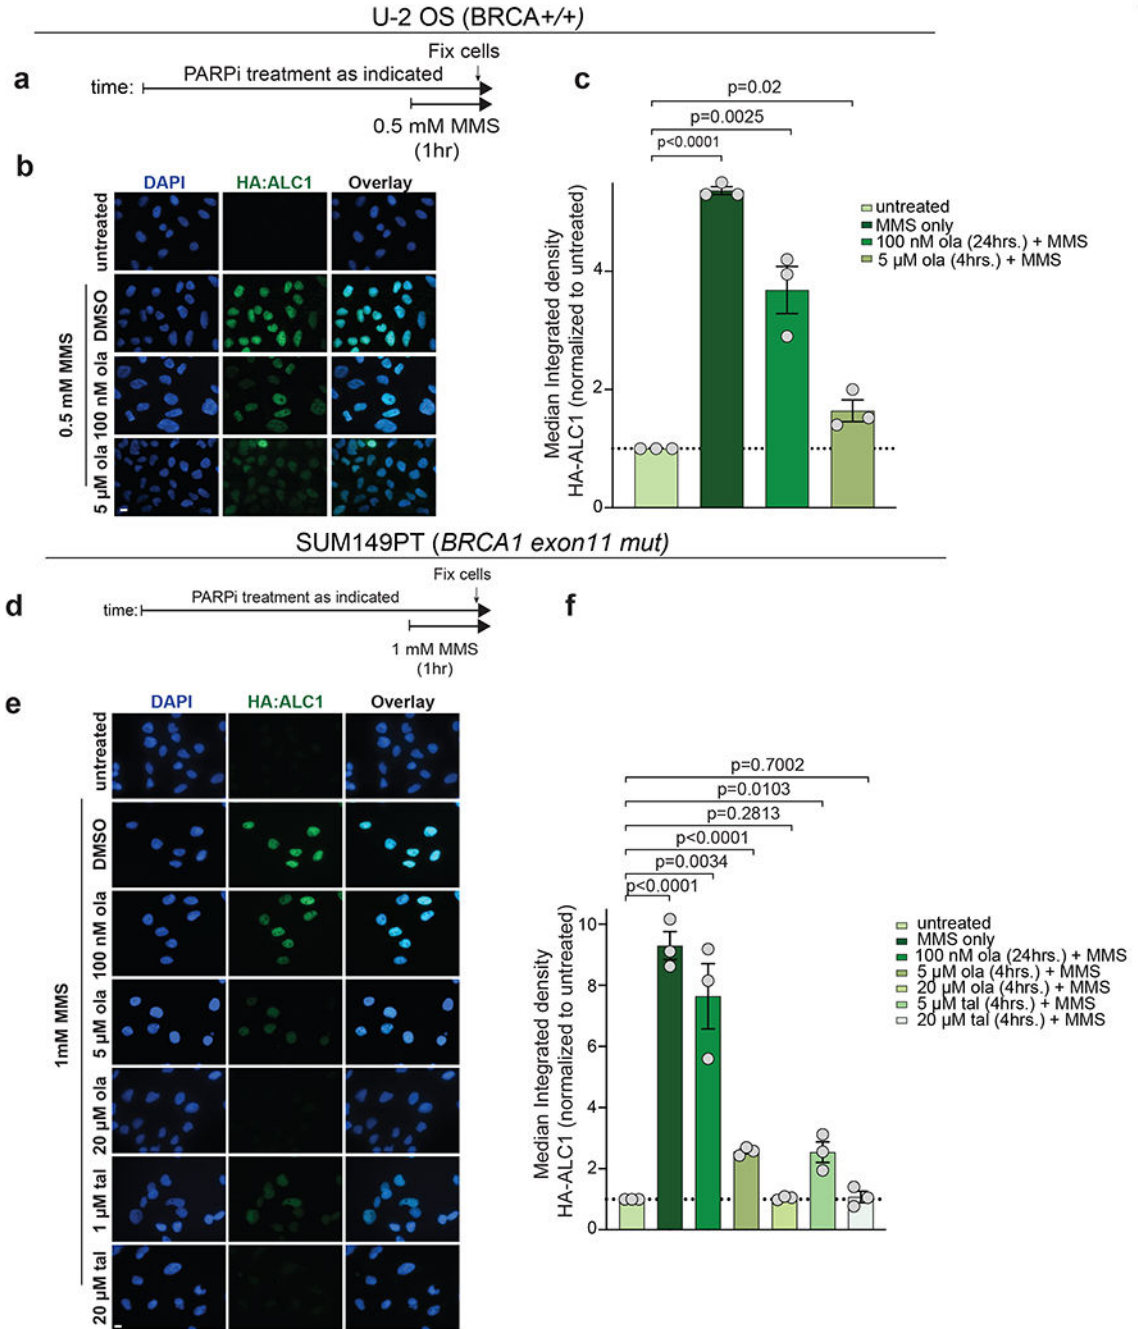 U-2 OS (BRCA+/+)
a
Fix cells
time:
PARPi treatment as indicated
0.5 mM MMS
(1hr)
b
DAPI HA:ALC1 Overlay
untreated
0.5 mM MMS
DMSO
100 nM ola
5 µM ola
c
p=0.02
p=0.0025
p<0.0001
Median Integrated density
HA-ALC1 (normalized to untreated)
4
2
0
untreated
MMS only
100 nM ola (24hrs.) + MMS
5 µM ola (4hrs.) + MMS
SUM149PT (BRCA1 exon11 mut)
d
Fix cells
time:
PARPi treatment as indicated
1 mM MMS
(1hr)
e
DAPI HA:ALC1 Overlay
untreated
1mM MMS
DMSO
100 nM ola
5 µM ola
20 µM ola
1 µM tal
20 µM tal
f
p=0.7002
p=0.0103
p=0.2813
p<0.0001
p=0.0034
p<0.0001
Median Integrated density
HA-ALC1 (normalized to untreated)
10
8
6
4
2
0
untreated
MMS only
100 nM ola (24hrs.) + MMS
5 µM ola (4hrs.) + MMS
20 µM ola (4hrs.) + MMS
5 µM tal (4hrs.) + MMS
20 µM tal (4hrs.) + MMS